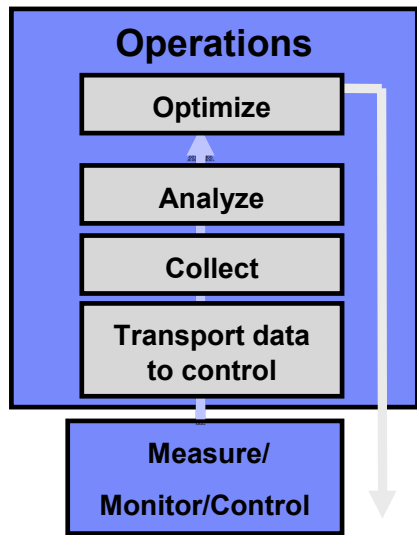 Operations
Optimize
Analyze
Collect
Transport data
to control
Measure/
Monitor/Control